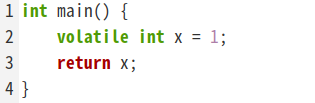 1 int main() {
2     volatile int x = 1;
3     return x;
4 }